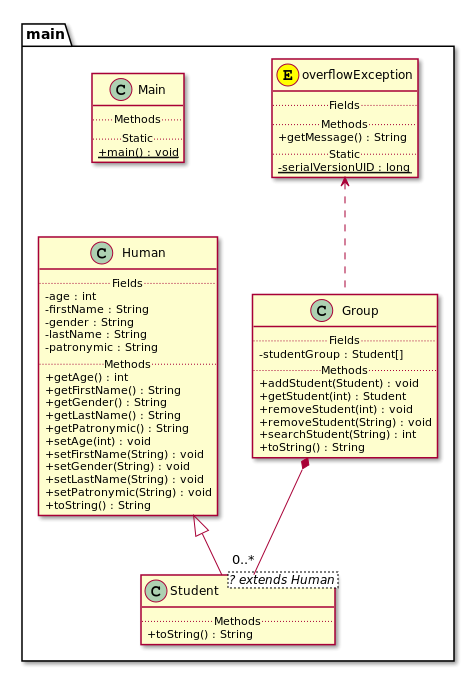 main
C Main
Methods
Static
+main() : void
E overflowException
Fields
Methods
+getMessage() : String
Static
-serialVersionUID : long
C Human
Fields
-age : int
-firstName : String
-gender : String
-lastName : String
-patronymic : String
Methods
+getAge() : int
+getFirstName() : String
+getGender() : String
+getLastName() : String
+getPatronymic() : String
+setAge(int) : void
+setFirstName(String) : void
+setGender(String) : void
+setLastName(String) : void
+setPatronymic(String) : void
+toString() : String
C Group
Fields
-studentGroup : Student[]
Methods
+addStudent(Student) : void
+getStudent(int) : Student
+removeStudent(int) : void
+removeStudent(String) : void
+searchStudent(String) : int
+toString() : String
0..*
? extends Human
C Student
Methods
+toString() : String